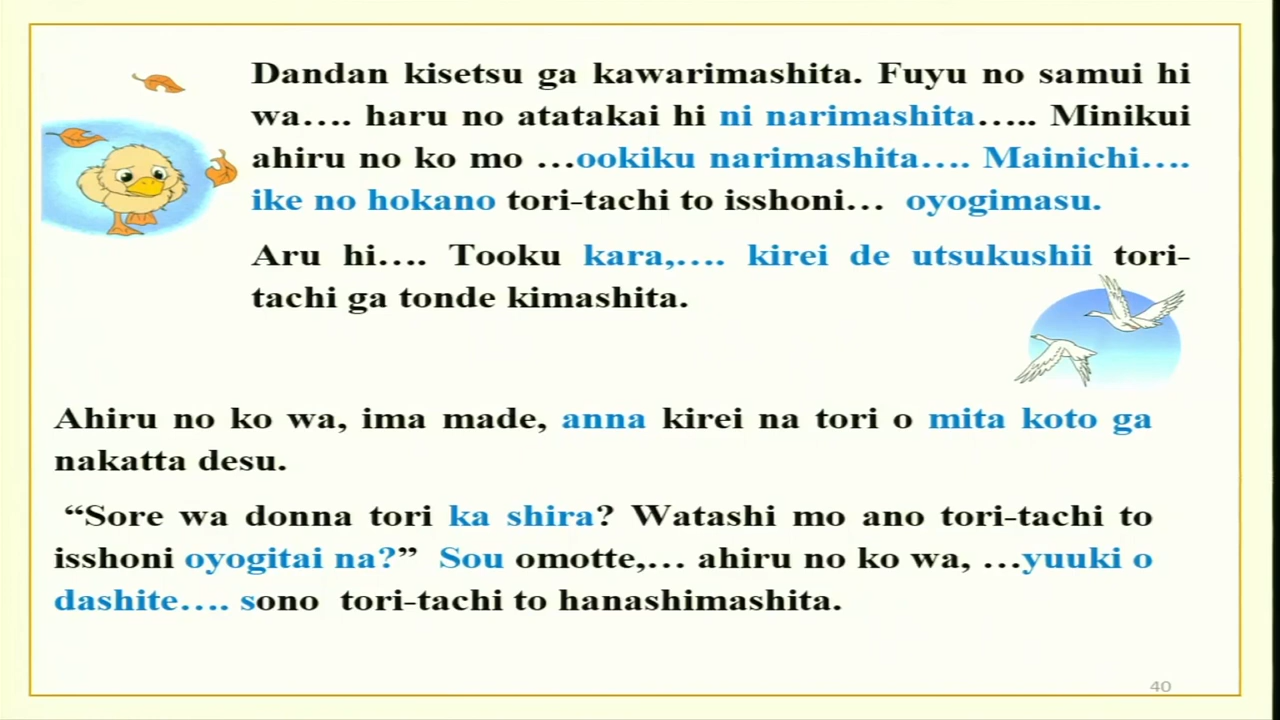 Dandan kisetsu ga kawarimashita. Fuyu no samui hi
wa…. haru no atatakai hi ni narimashita….. Minikui
ahiru no ko mo …ookiku narimashita…. Mainichi….
ike no hokano tori-tachi to isshoni… oyogimasu.
Aru hi…. Tooku kara,…. kirei de utsukushii tori-
tachi ga tonde kimashita.
Ahiru no ko wa, ima made, anna kirei na tori o mita koto ga
nakatta desu.
“Sore wa donna tori ka shira? Watashi mo ano tori-tachi to
isshoni oyogitai na?” Sou omotte,… ahiru no ko wa, …yuuki o
dashite…. sono tori-tachi to hanashimashita.
40